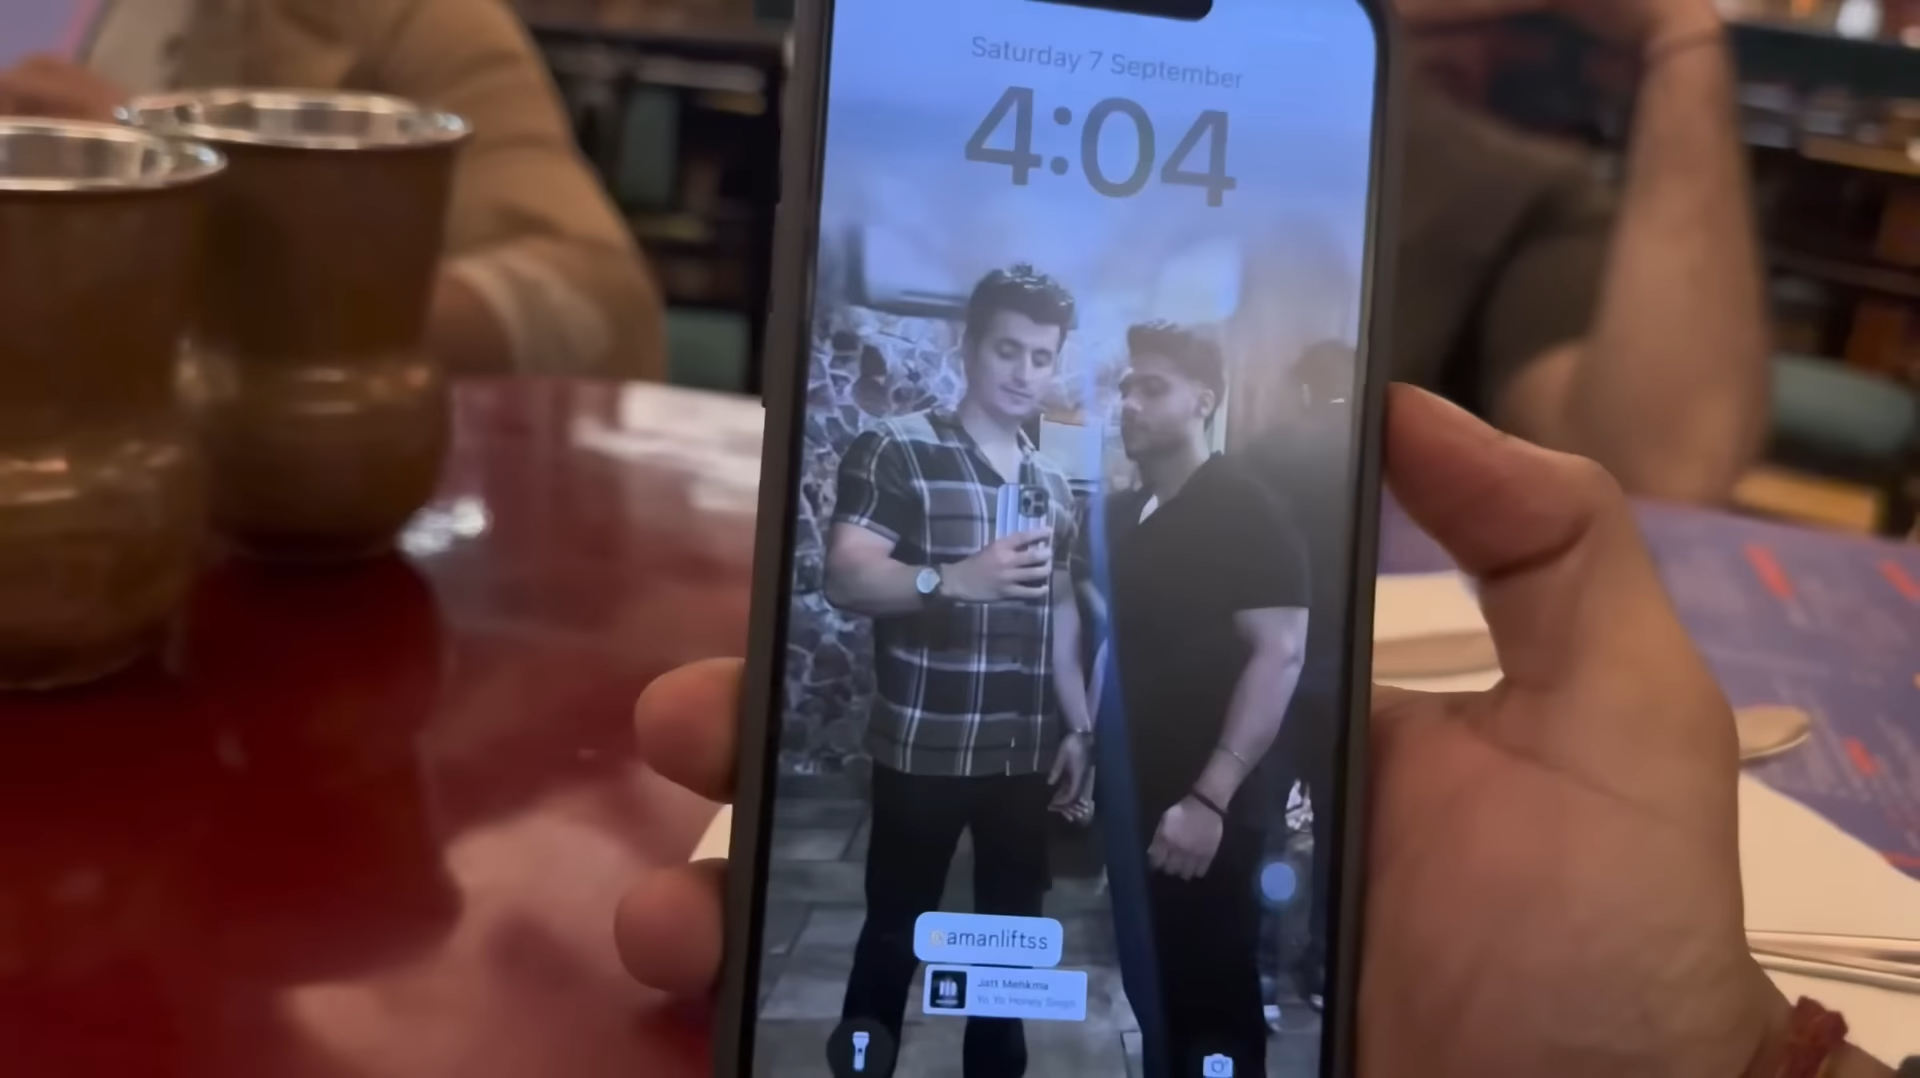 Saturday 7 September
4:04
@amanliftss
Jatt Mehkma
Yo Yo Honey Singh